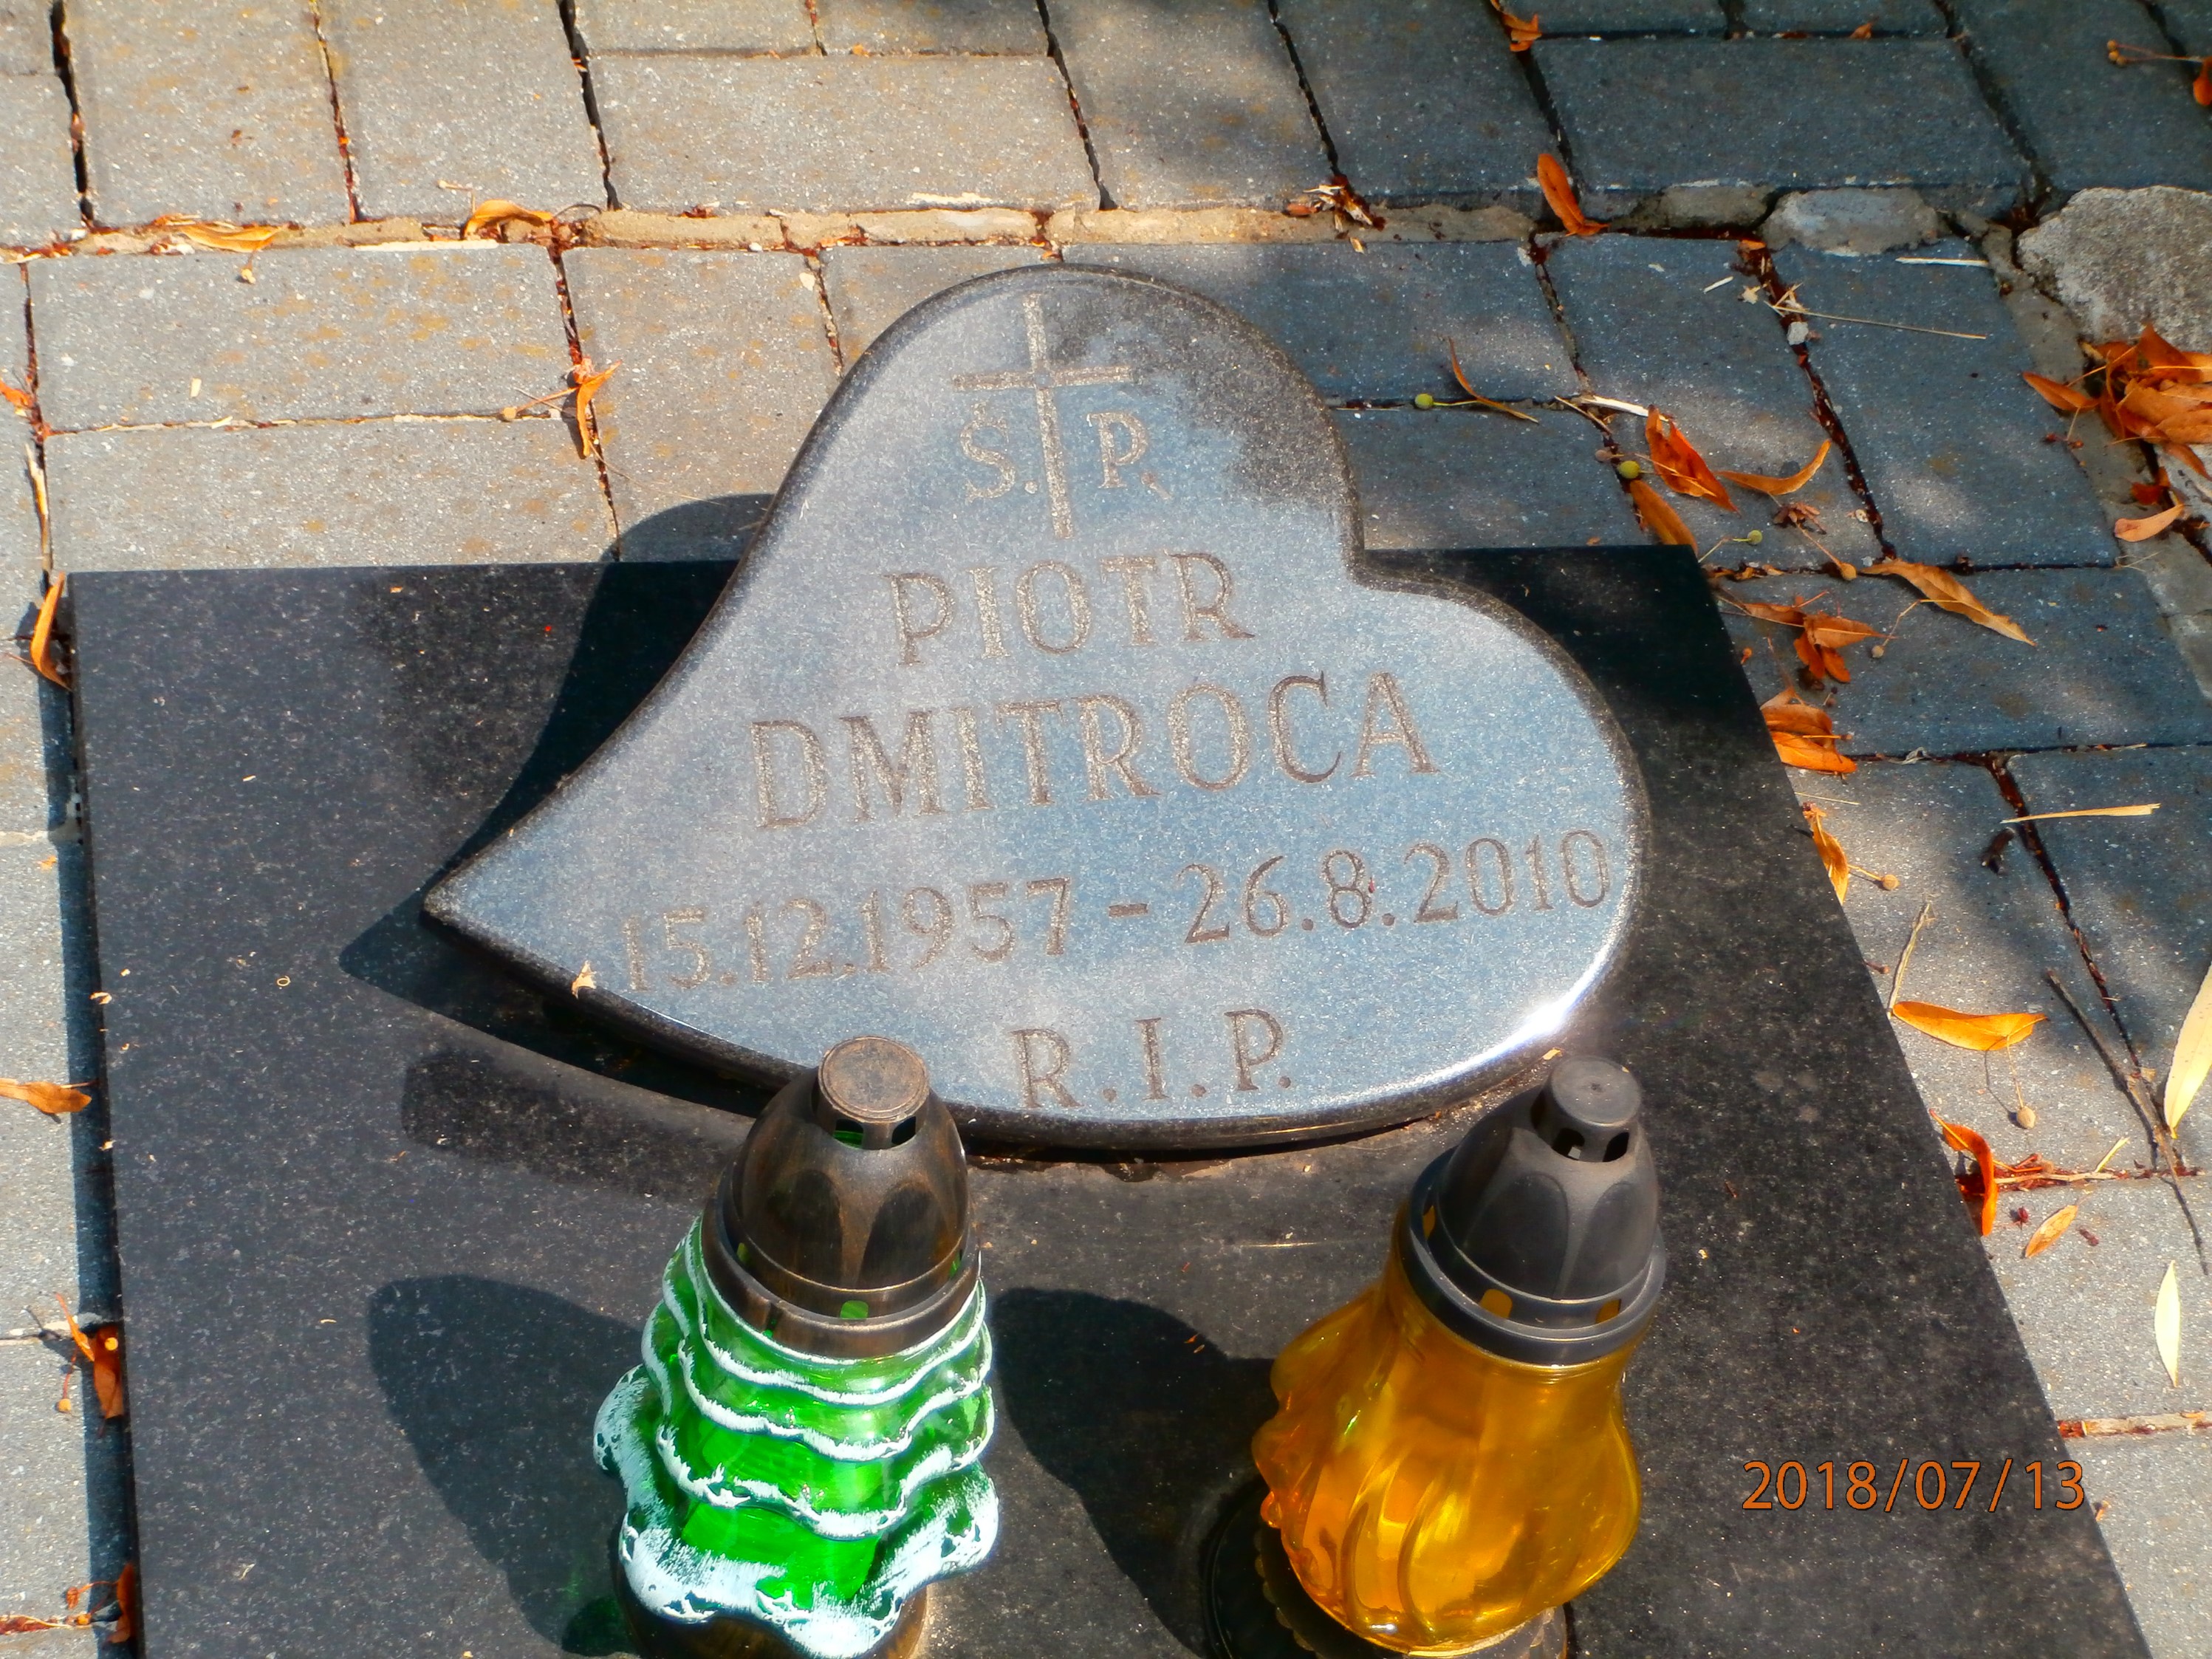 Ś. P.
PIOTR
DMITROCA
15.12.1957 - 26.8.2010
R.I.P.
2018/07/13